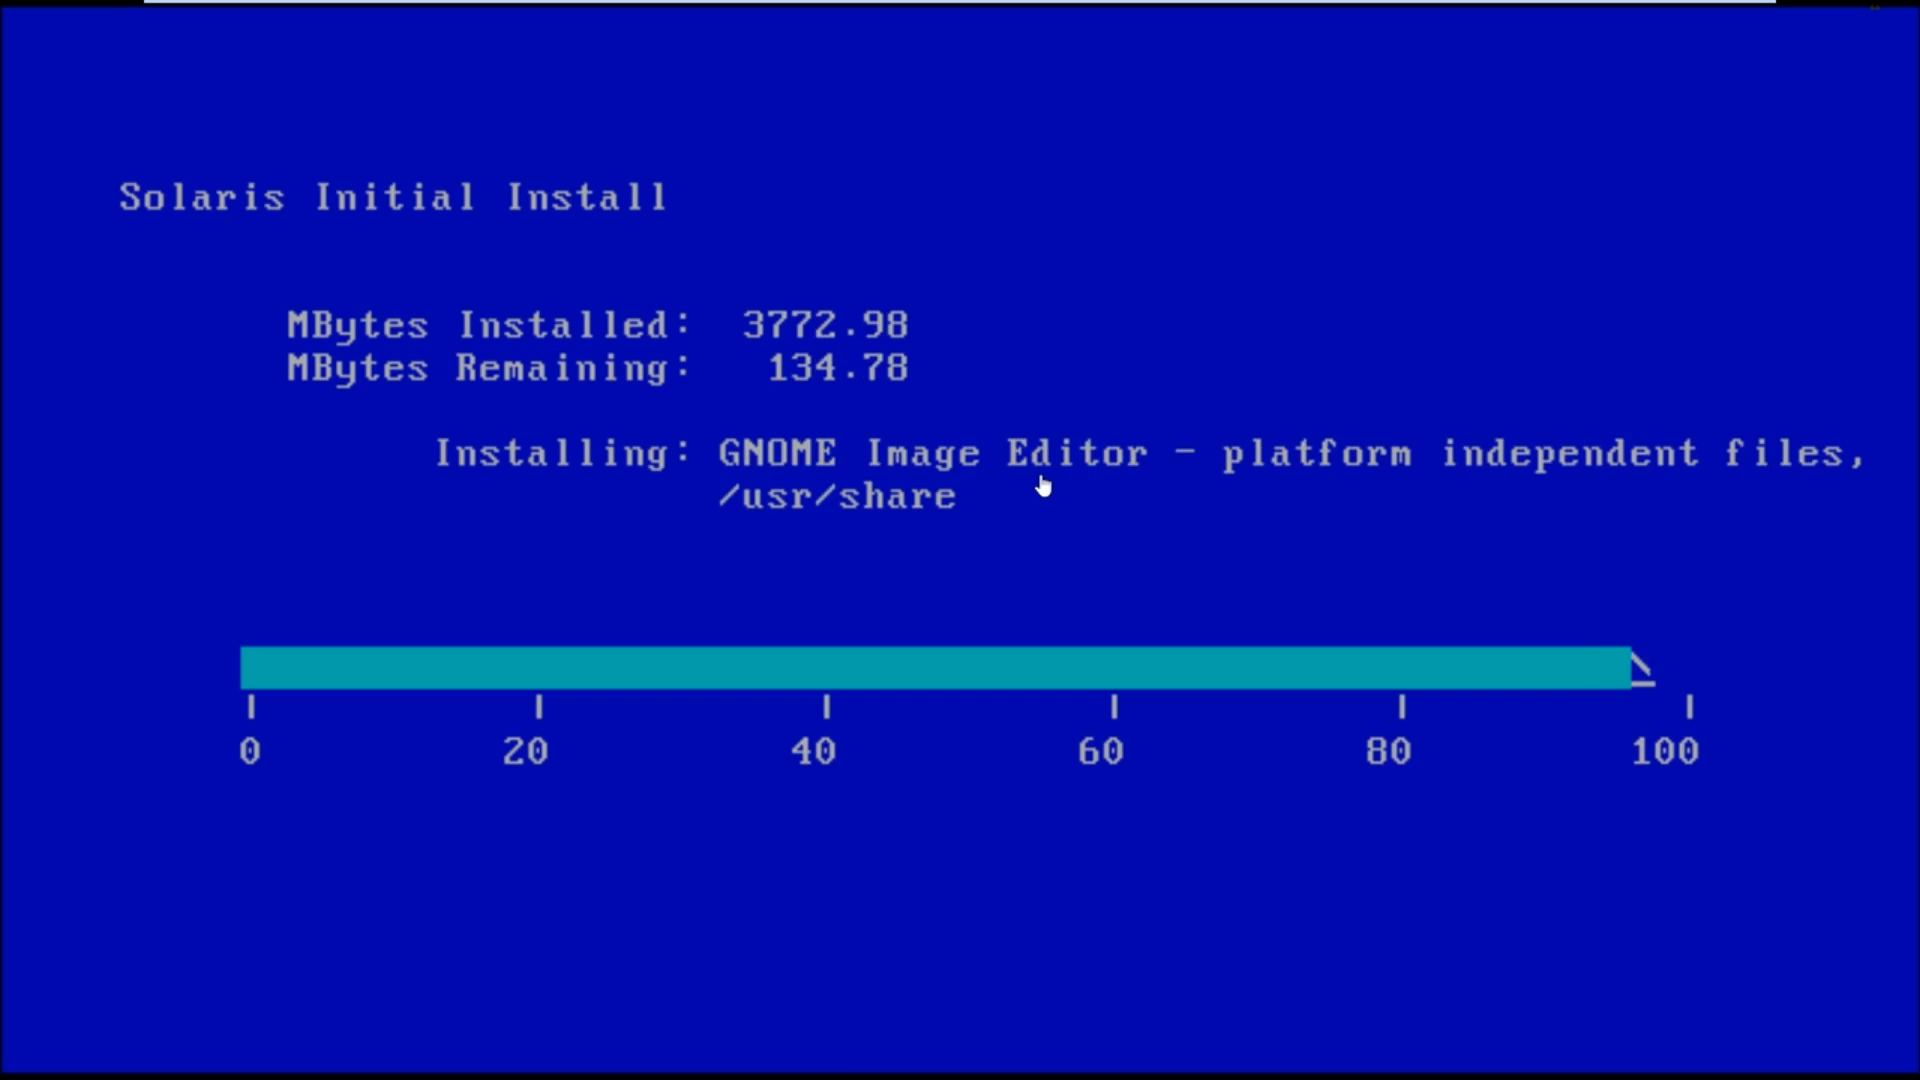 Solaris Initial Install
MBytes Installed: 3772.98
MBytes Remaining: 134.78
Installing: GNOME Image Editor - platform independent files,
/usr/share
0 20 40 60 80 100